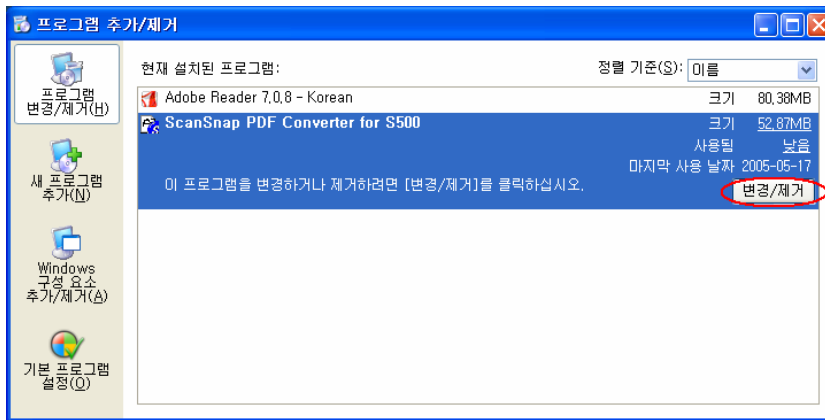 프로그램 추가/제거
프로그램
변경/제거(H)
새 프로그램
추가(N)
Windows
구성 요소
추가/제거(A)
기본 프로그램
설정(O)
현재 설치된 프로그램:
정렬 기준(S): 이름
Adobe Reader 7.0.8 - Korean 크기 80.38MB
ScanSnap PDF Converter for S500 크기 52.87MB
사용됨 낮음
마지막 사용 날짜 2005-05-17
이 프로그램을 변경하거나 제거하려면 [변경/제거]를 클릭하십시오. 변경/제거